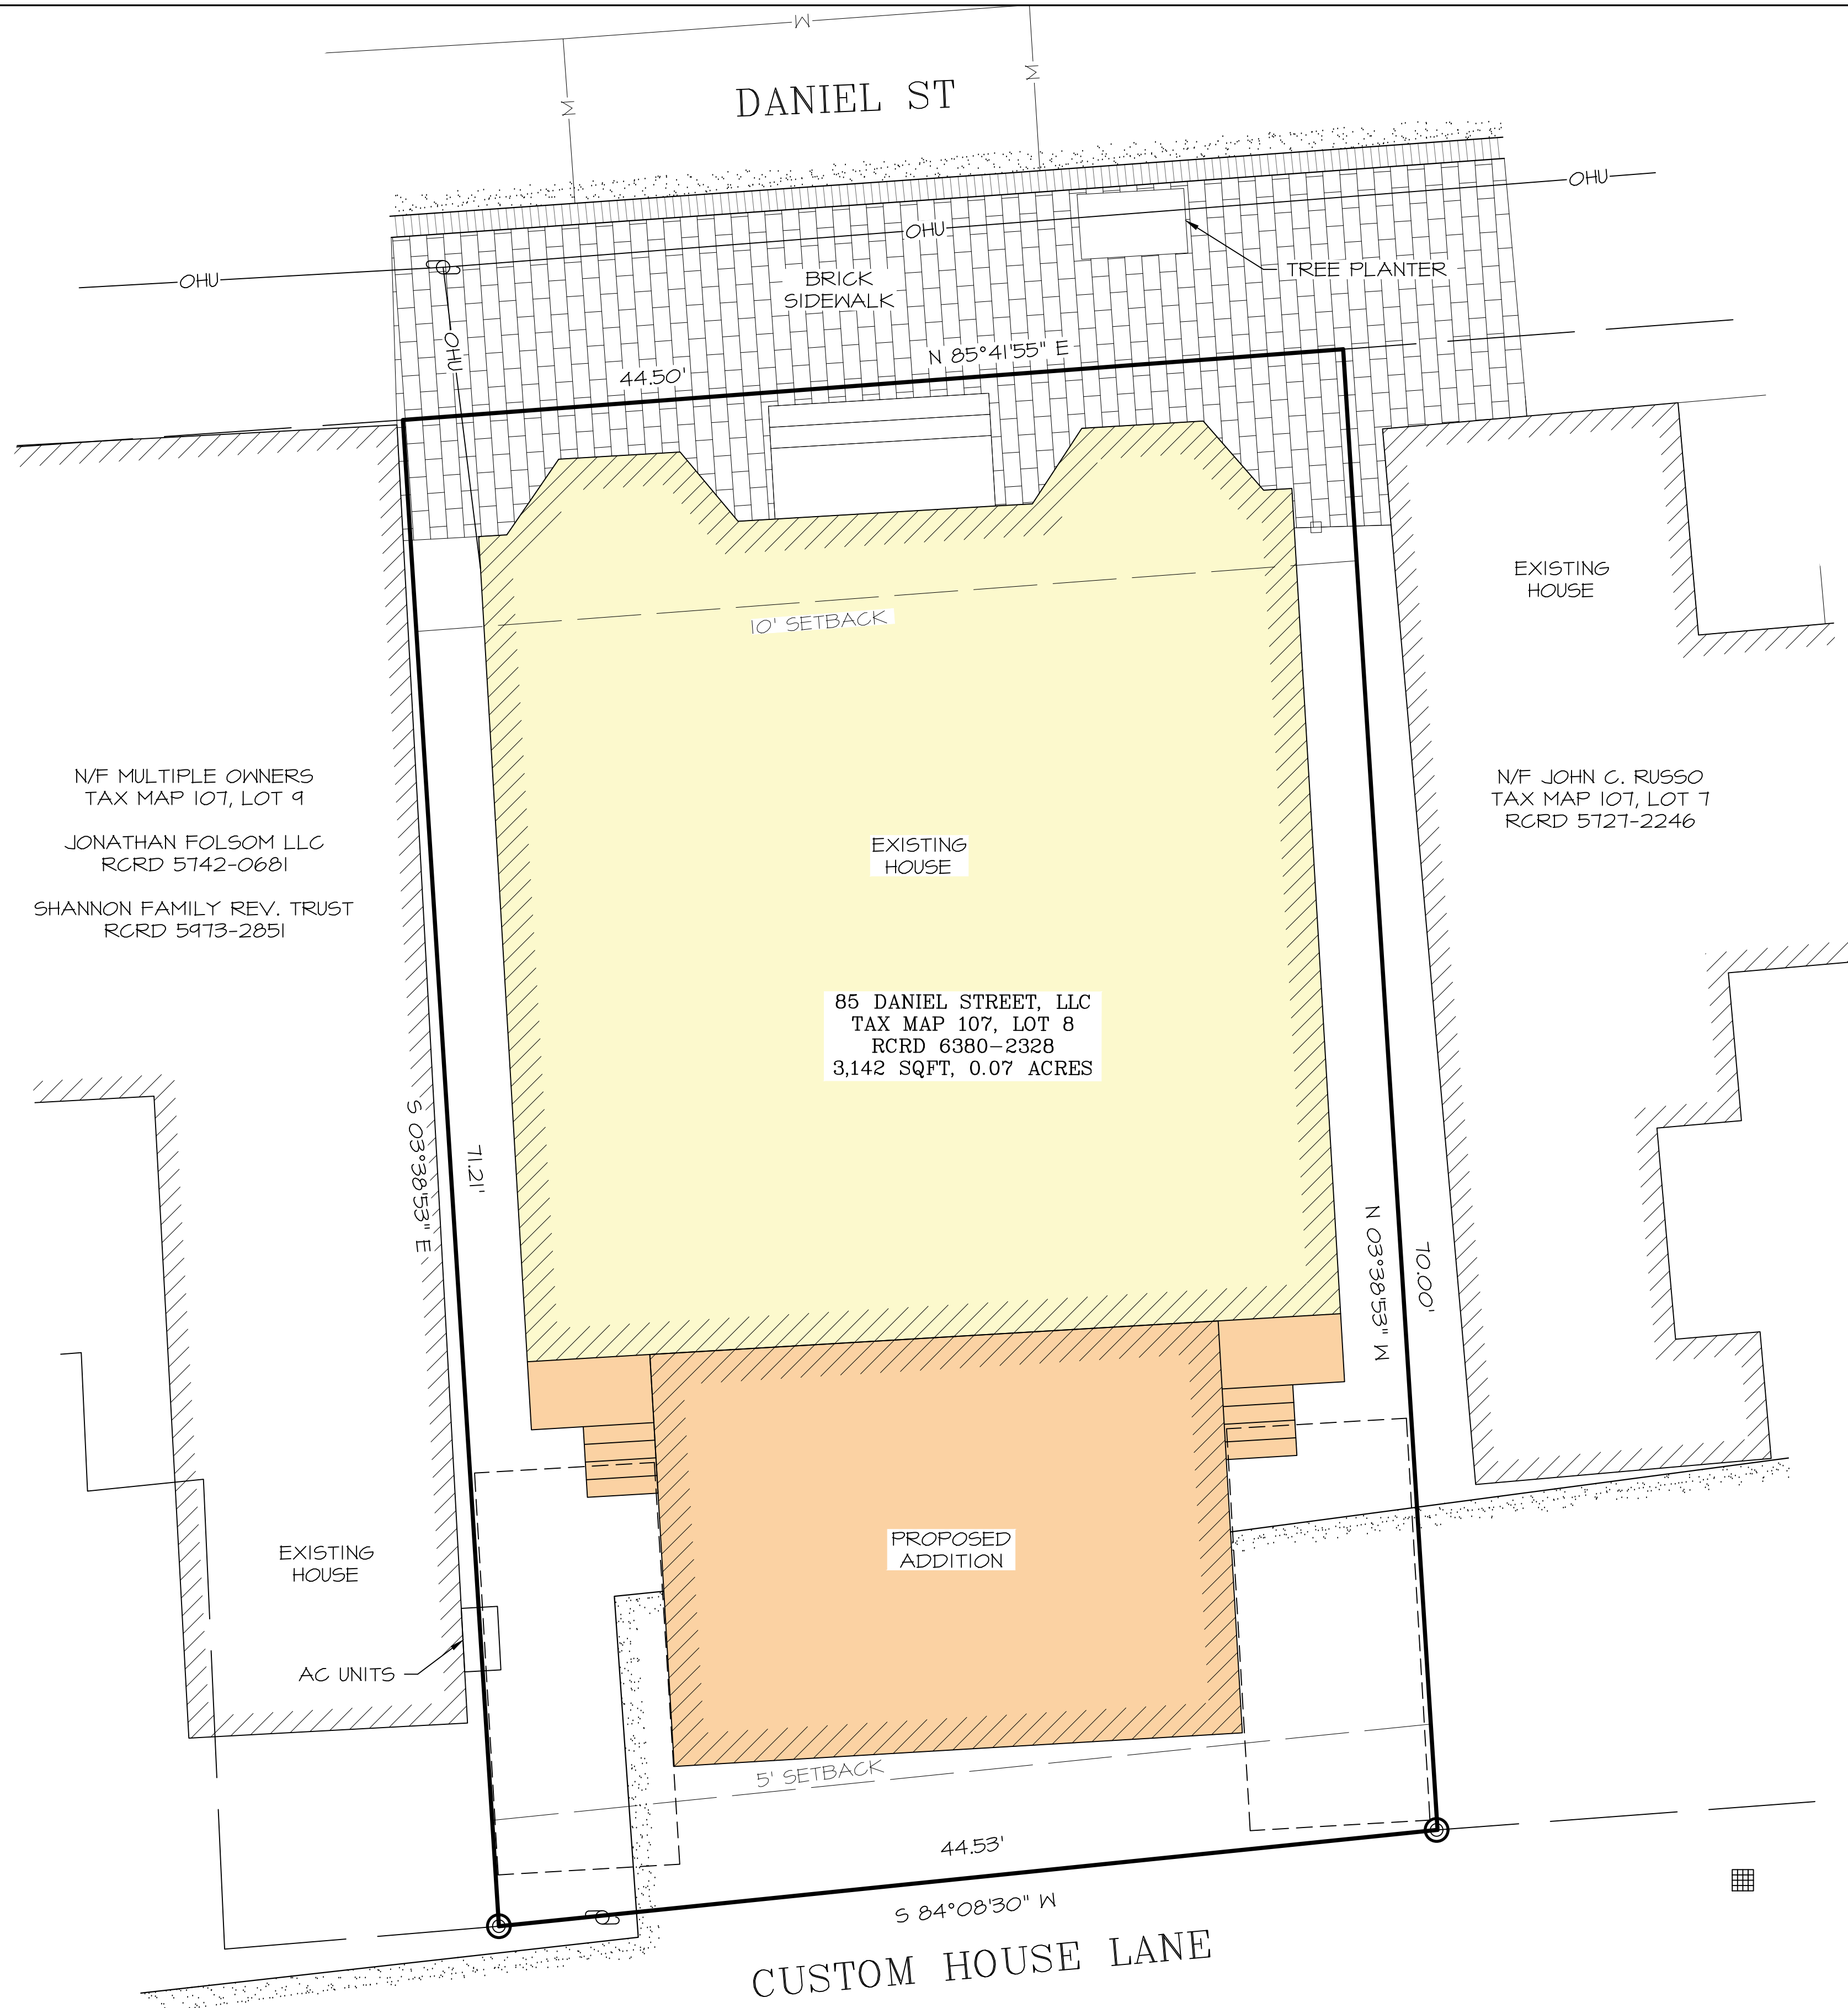 W
W
W
DANIEL ST
OHU
OHU
OHU
OHU
BRICK
SIDEWALK
TREE PLANTER
N 85°41'55" E
44.50'
EXISTING
HOUSE
10' SETBACK
N/F MULTIPLE OWNERS
TAX MAP 107, LOT 9
JONATHAN FOLSOM LLC
RCRD 5742-0681
SHANNON FAMILY REV. TRUST
RCRD 5973-2851
N/F JOHN C. RUSSO
TAX MAP 107, LOT 7
RCRD 5727-2246
EXISTING
HOUSE
85 DANIEL STREET, LLC
TAX MAP 107, LOT 8
RCRD 6380-2328
3,142 SQFT, 0.07 ACRES
S 03°38'53" E
71.21'
N 03°38'53" W
70.00'
EXISTING
HOUSE
PROPOSED
ADDITION
AC UNITS
5' SETBACK
44.53'
S 84°08'30" W
CUSTOM HOUSE LANE